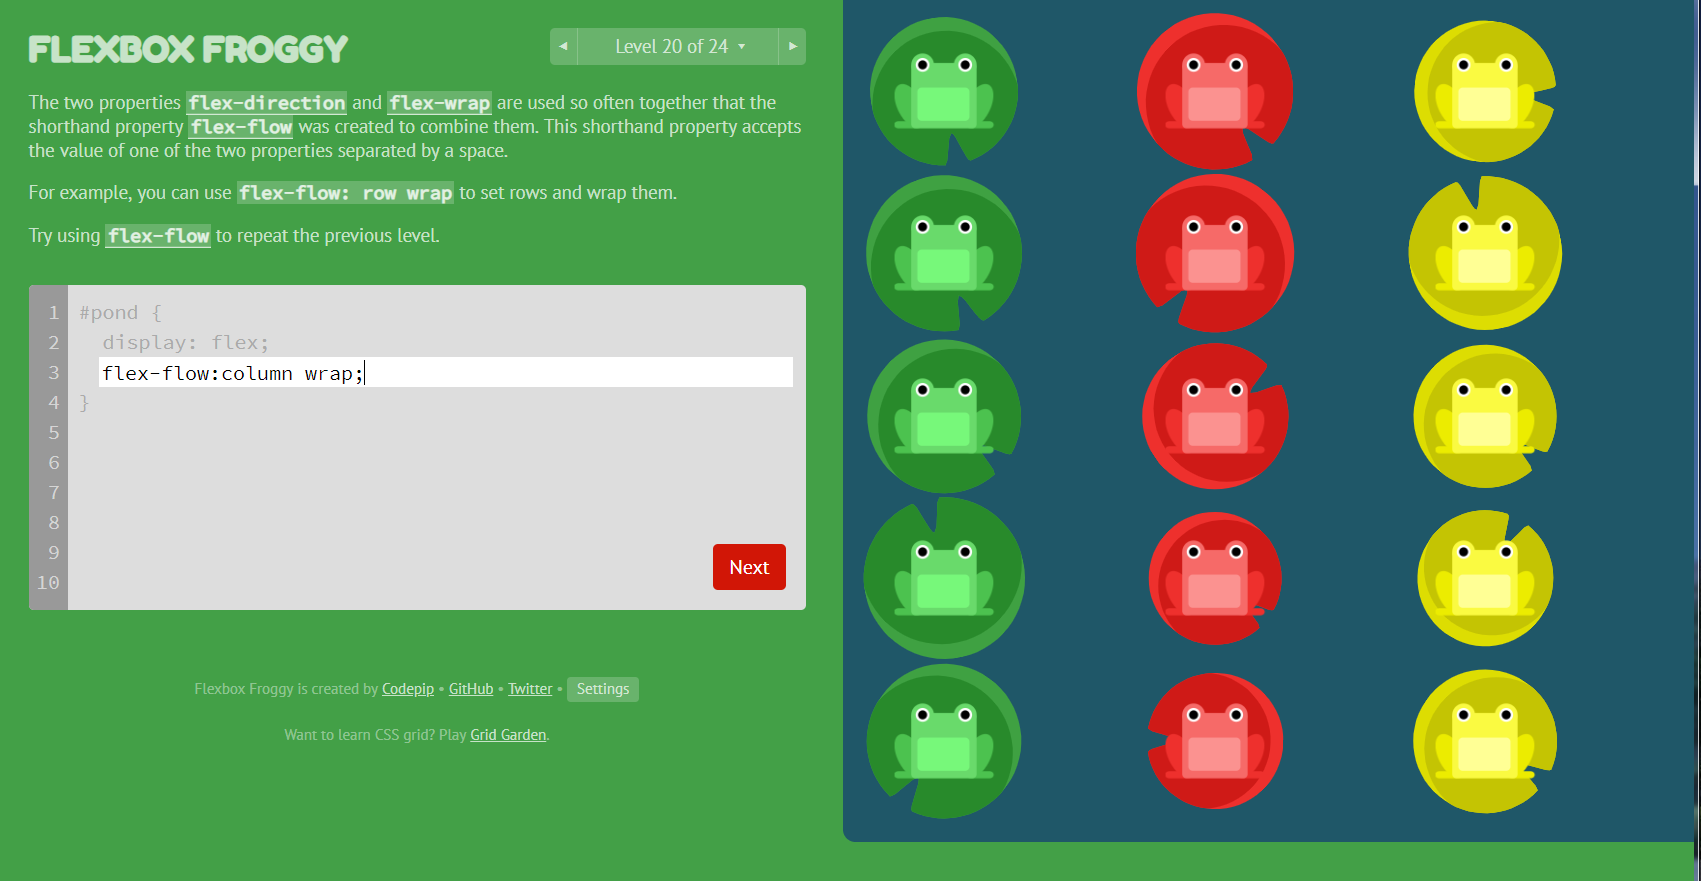 FLEXBOX FROGGY
◀ Level 20 of 24 ▼ ▶
The two properties flex-direction and flex-wrap are used so often together that the
shorthand property flex-flow was created to combine them. This shorthand property accepts
the value of one of the two properties separated by a space.
For example, you can use flex-flow: row wrap to set rows and wrap them.
Try using flex-flow to repeat the previous level.
1 #pond {
2 display: flex;
3 flex-flow:column wrap;
4 }
5
6
7
8
9
10
Next
Flexbox Froggy is created by Codepip • GitHub • Twitter • Settings
Want to learn CSS grid? Play Grid Garden.